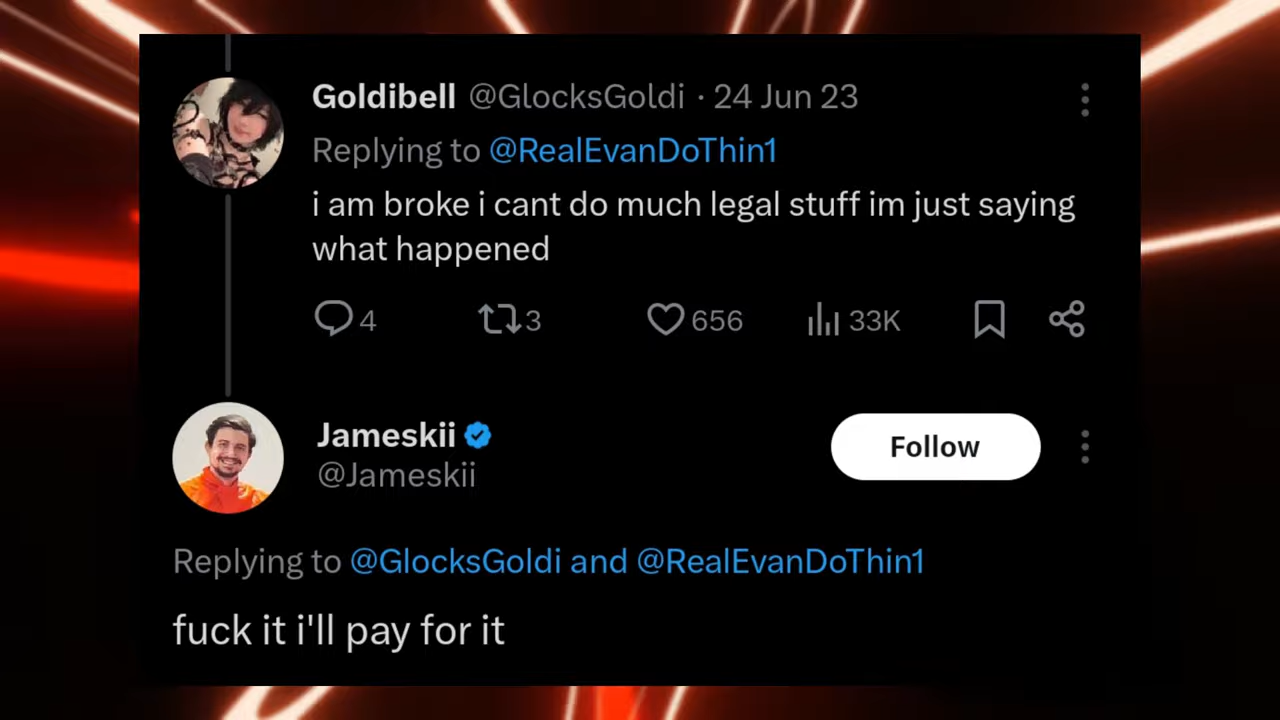 Goldibell @GlocksGoldi · 24 Jun 23
Replying to @RealEvanDoThin1
i am broke i cant do much legal stuff im just saying
what happened
4 3 656 33K
Jameskii
Follow
@Jameskii
Replying to @GlocksGoldi and @RealEvanDoThin1
fuck it i'll pay for it